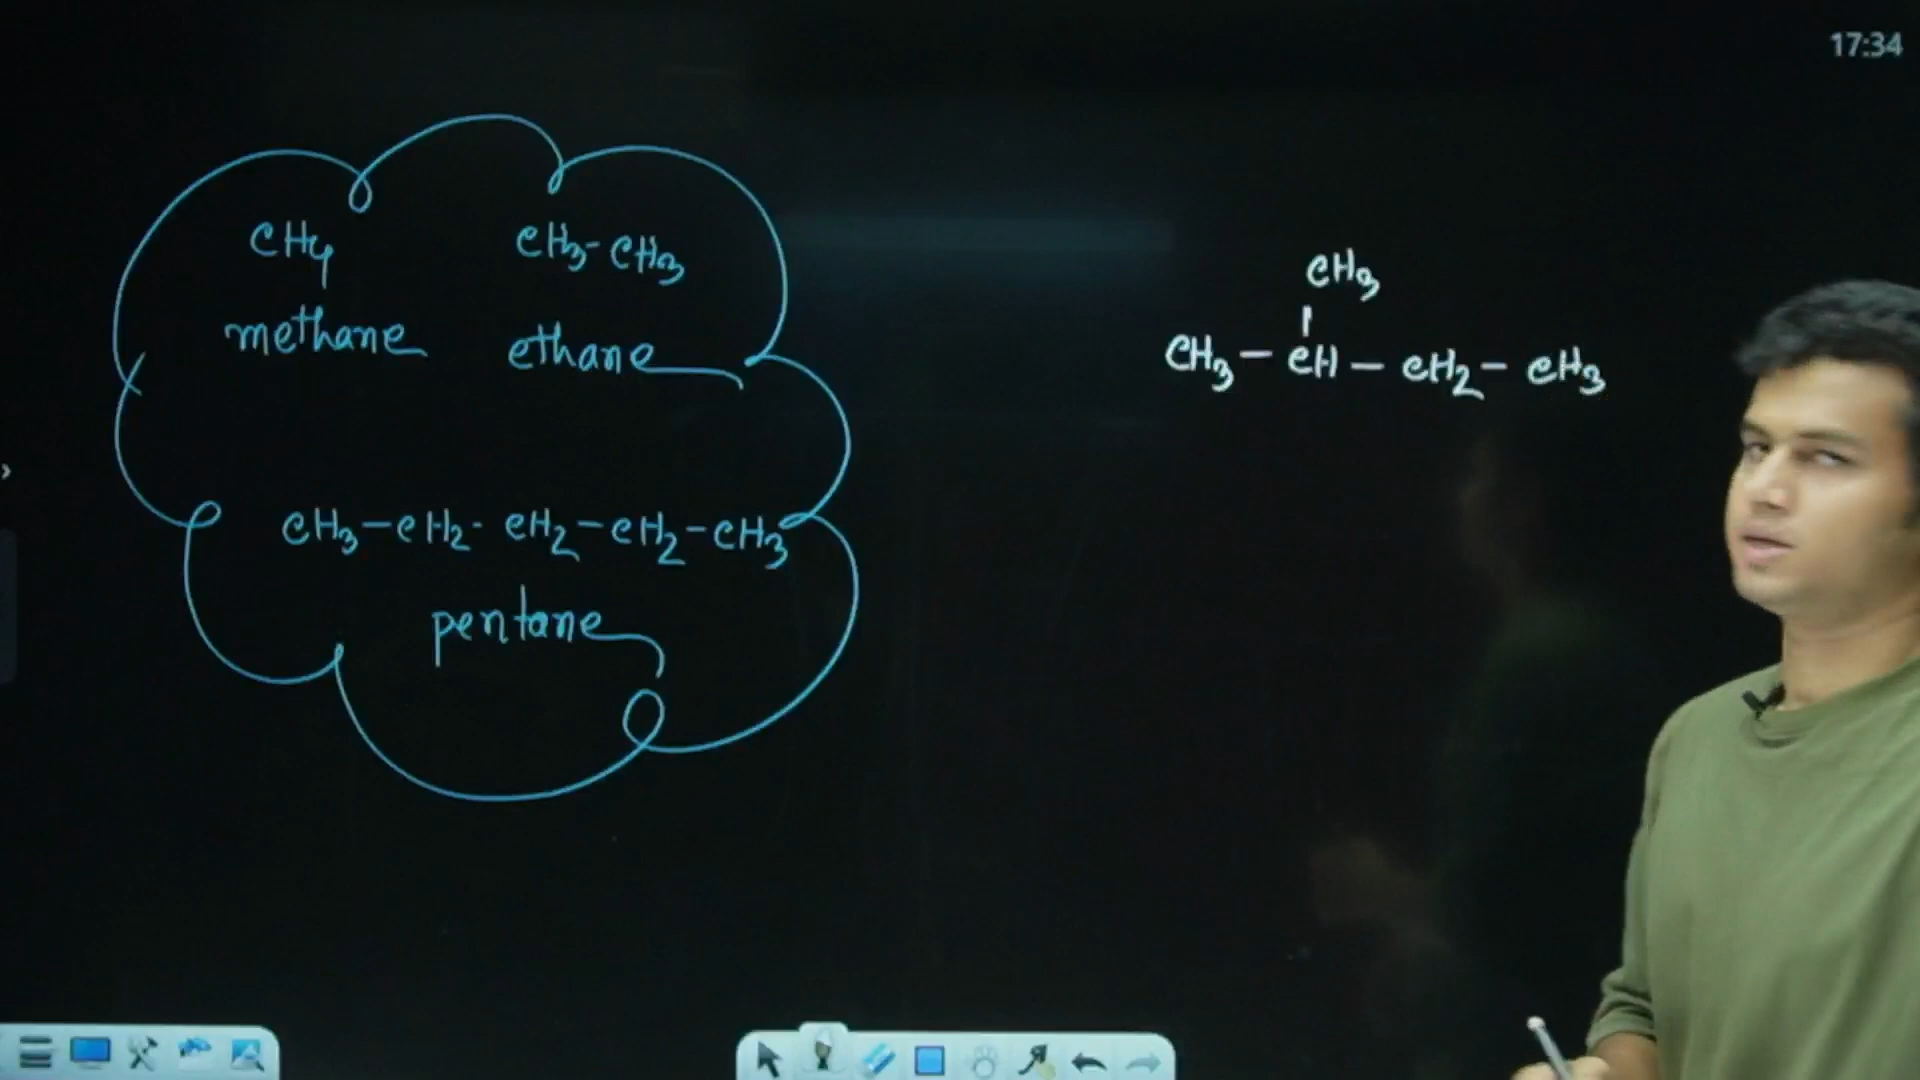 17:34
CH4
CH3-CH3
methane
ethane
CH3-CH2-CH2-CH2-CH3
pentane
CH3
CH3-CH-CH2-CH3